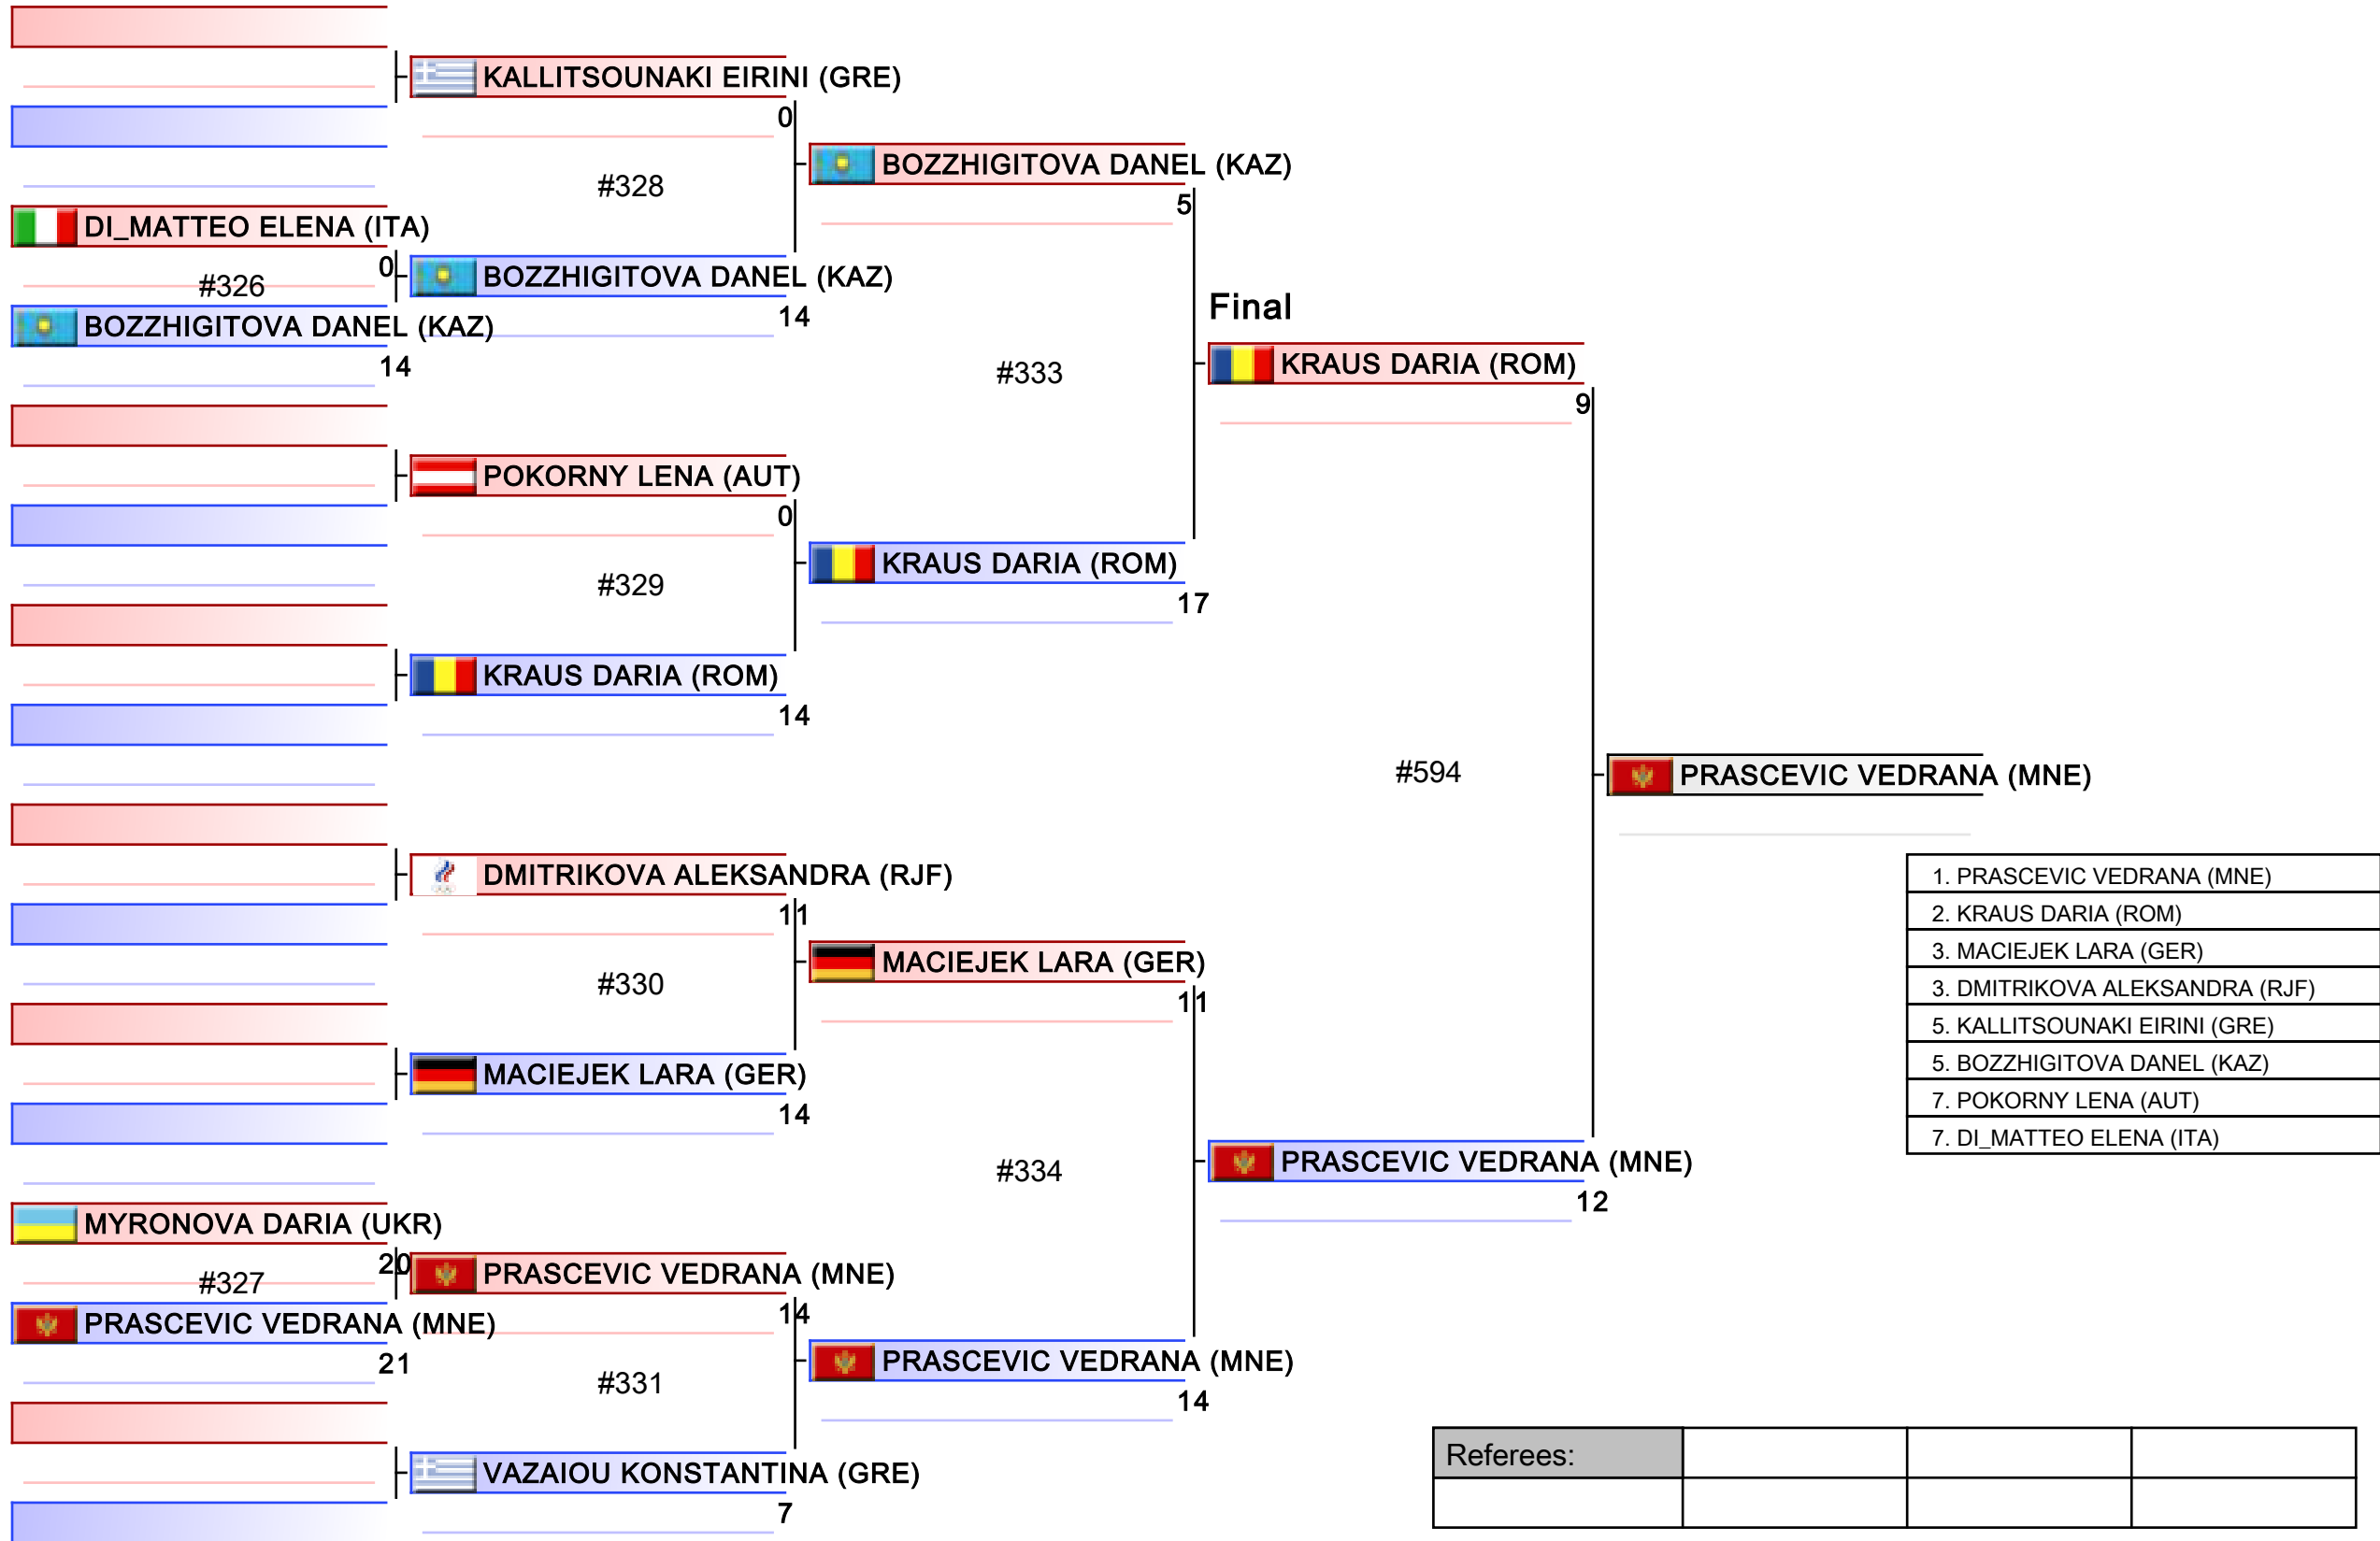 KALLITSOUNAKI EIRINI (GRE)
0
#328
BOZZHIGITOVA DANEL (KAZ)
5
DI_MATTEO ELENA (ITA)
0
#326
BOZZHIGITOVA DANEL (KAZ)
14
BOZZHIGITOVA DANEL (KAZ)
14
Final
#333
KRAUS DARIA (ROM)
9
POKORNY LENA (AUT)
0
#329
KRAUS DARIA (ROM)
17
KRAUS DARIA (ROM)
14
#594
PRASCEVIC VEDRANA (MNE)
DMITRIKOVA ALEKSANDRA (RJF)
11
#330
MACIEJEK LARA (GER)
11
MACIEJEK LARA (GER)
14
#334
PRASCEVIC VEDRANA (MNE)
12
MYRONOVA DARIA (UKR)
20
#327
PRASCEVIC VEDRANA (MNE)
14
PRASCEVIC VEDRANA (MNE)
21
#331
PRASCEVIC VEDRANA (MNE)
14
VAZAIOU KONSTANTINA (GRE)
7
1. PRASCEVIC VEDRANA (MNE)
2. KRAUS DARIA (ROM)
3. MACIEJEK LARA (GER)
3. DMITRIKOVA ALEKSANDRA (RJF)
5. KALLITSOUNAKI EIRINI (GRE)
5. BOZZHIGITOVA DANEL (KAZ)
7. POKORNY LENA (AUT)
7. DI_MATTEO ELENA (ITA)
Referees: